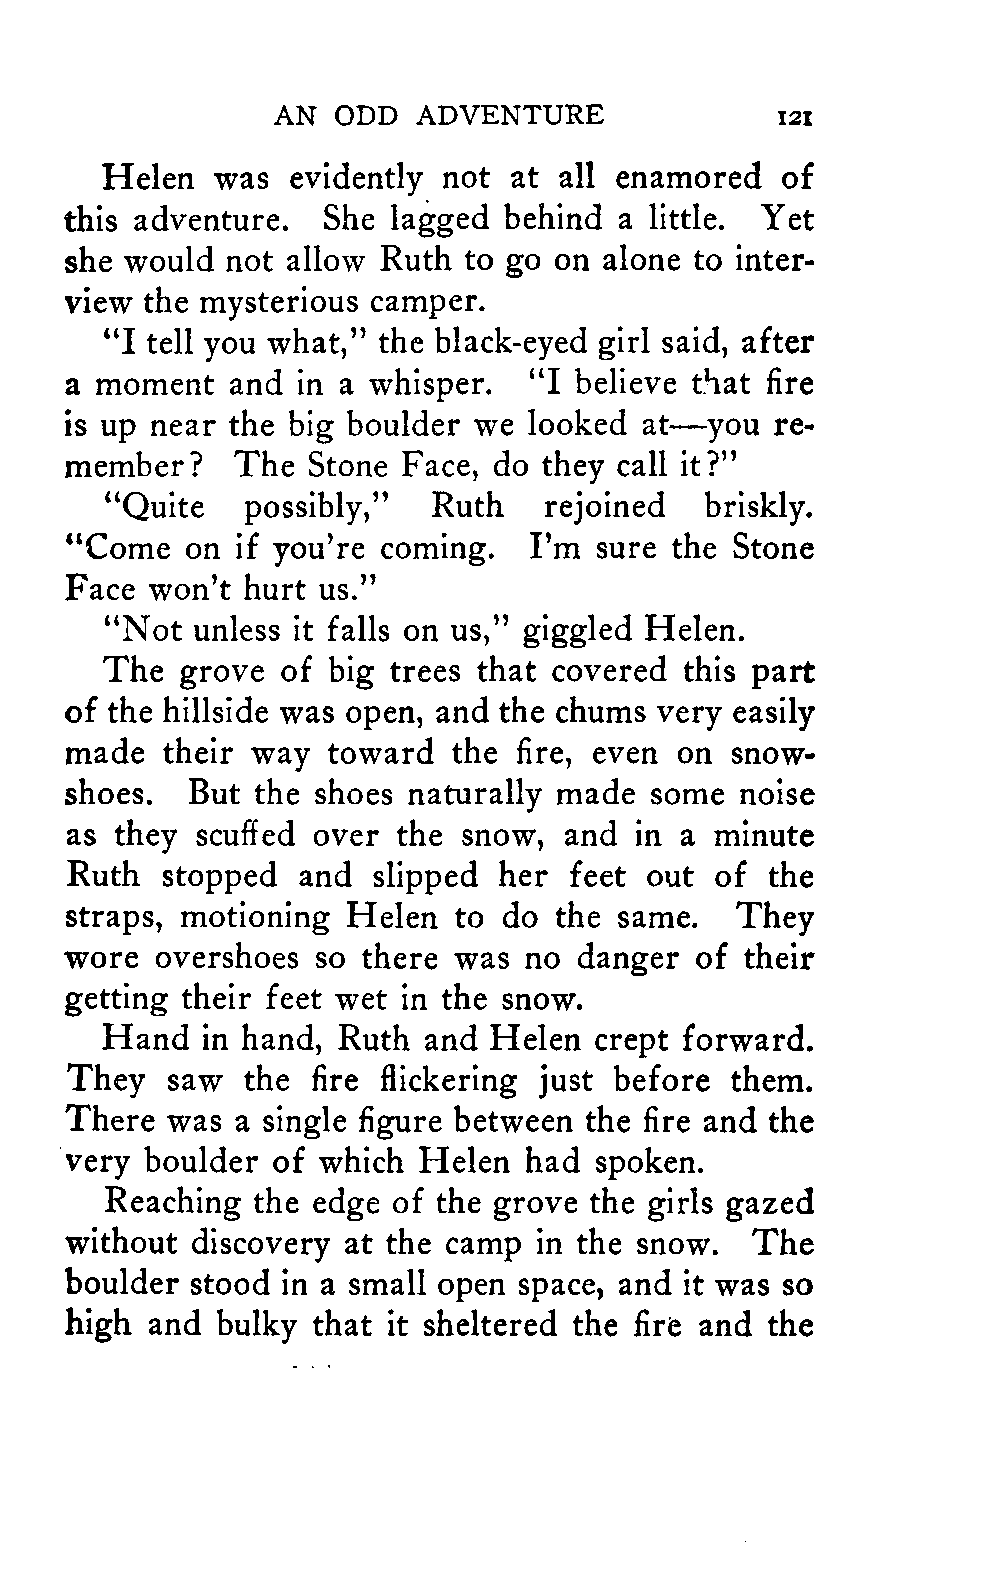 AN ODD ADVENTURE 121
Helen was evidently not at all enamored of
this adventure. She lagged behind a little. Yet
she would not allow Ruth to go on alone to inter-
view the mysterious camper.
“I tell you what,” the black-eyed girl said, after
a moment and in a whisper. “I believe that fire
is up near the big boulder we looked at—you re-
member? The Stone Face, do they call it?”
“Quite possibly,” Ruth rejoined briskly.
“Come on if you’re coming. I’m sure the Stone
Face won’t hurt us.”
“Not unless it falls on us,” giggled Helen.
The grove of big trees that covered this part
of the hillside was open, and the chums very easily
made their way toward the fire, even on snow-
shoes. But the shoes naturally made some noise
as they scuffed over the snow, and in a minute
Ruth stopped and slipped her feet out of the
straps, motioning Helen to do the same. They
wore overshoes so there was no danger of their
getting their feet wet in the snow.
Hand in hand, Ruth and Helen crept forward.
They saw the fire flickering just before them.
There was a single figure between the fire and the
very boulder of which Helen had spoken.
Reaching the edge of the grove the girls gazed
without discovery at the camp in the snow. The
boulder stood in a small open space, and it was so
high and bulky that it sheltered the fire and the